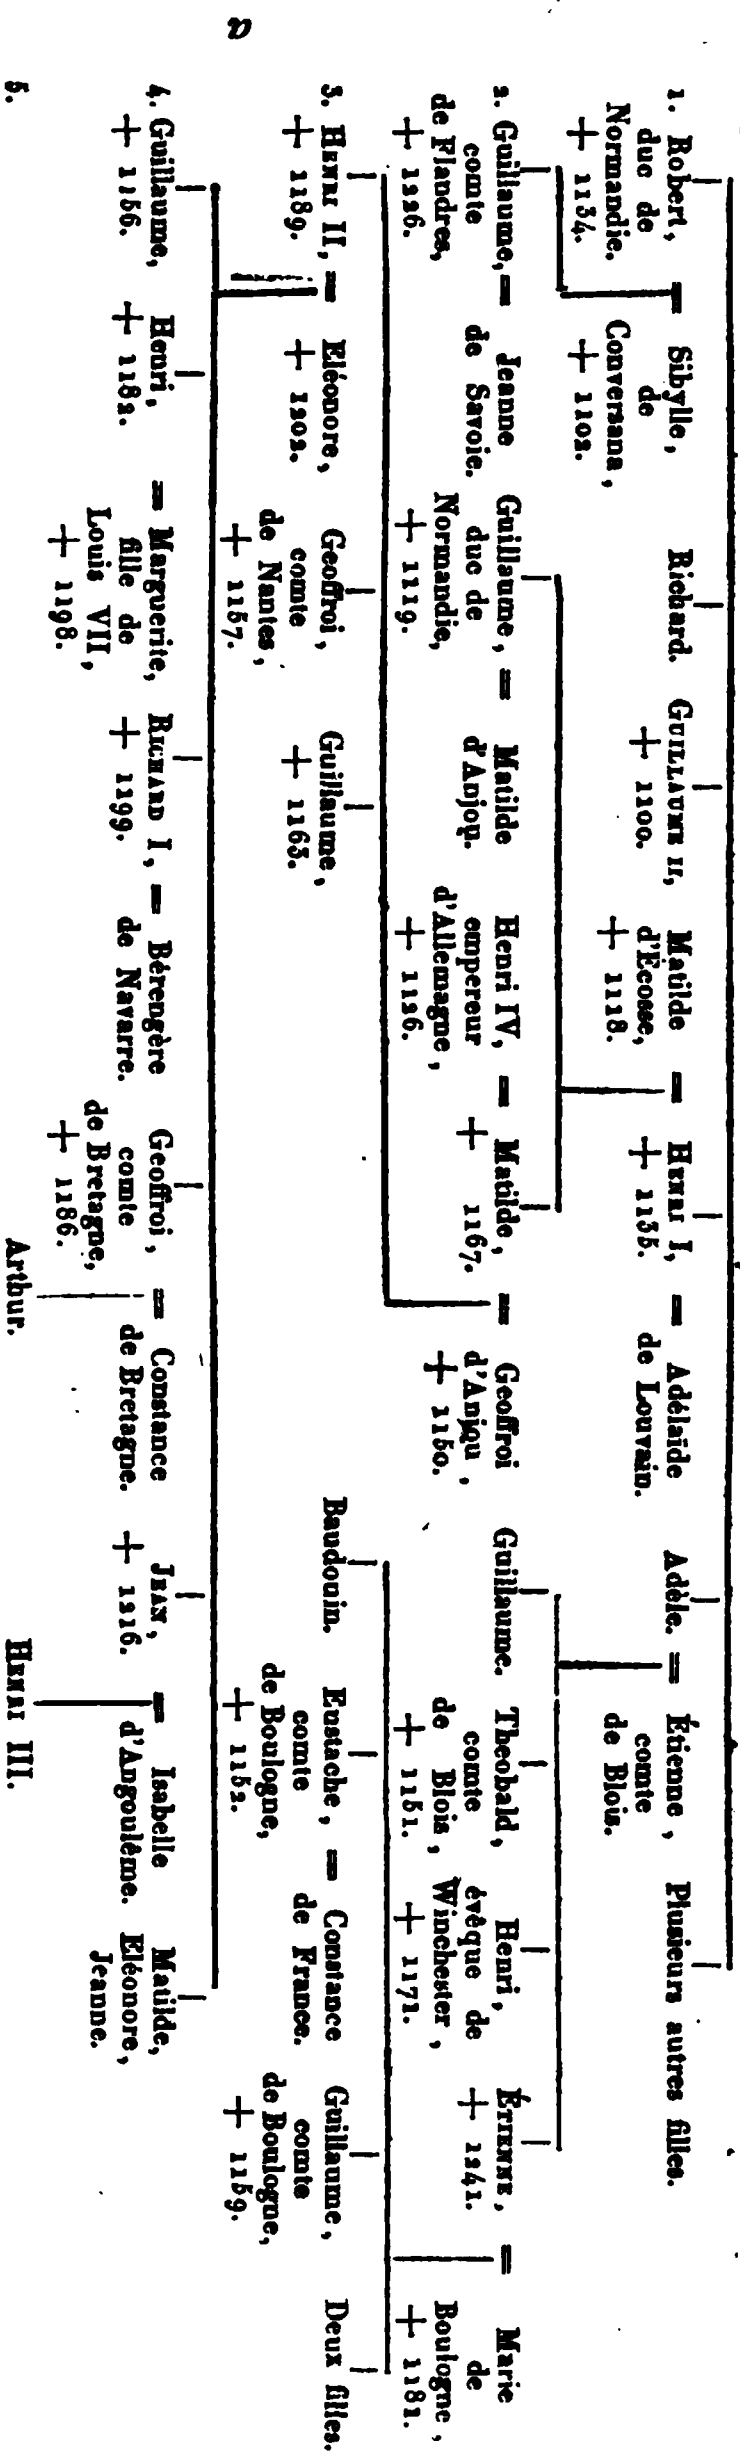 a
1. Robert, = Sibylle, Richard. GUILLAUME II, Matilde = HENRI I, = Adélaïde Adèle. = Étienne, Plusieurs autres filles.
duc de de + 1100. d'Écosse, + 1135. de Louvain. comte
Normandie. Conversana, + 1118. de Blois.
+ 1134. + 1102.
2. Guillaume, = Jeanne Guillaume, = Matilde Henri IV, = Matilde, = Geoffroi Guillaume. Theobald, Henri, ÉTIENNE, = Marie
comte de Savoie. duc de d'Anjou. empereur + 1167. d'Anjou, comte évêque de + 1241. de
de Flandres, Normandie, d'Allemagne, + 1150. de Blois, Winchester, Boulogne,
+ 1226. + 1119. + 1126. + 1151. + 1171. + 1181.
3. HENRI II, = Eléonore, Geoffroi, Guillaume, Baudouin. Eustache, = Constance Guillaume, Deux filles.
+ 1189. + 1202. comte + 1163. comte de France. comte
de Nantes, de Boulogne, de Boulogne,
+ 1157. + 1152. + 1159.
4. Guillaume, Henri, = Marguerite, RICHARD I, = Bérengère Geoffroi, = Constance JEAN, = Isabelle Matilde,
+ 1156. + 1182. fille de + 1199. de Navarre. comte de Bretagne. + 1216. d'Angoulême. Eléonore,
Louis VII, de Bretagne, Jeanne.
+ 1198. + 1186.
5. Arthur. HENRI III.